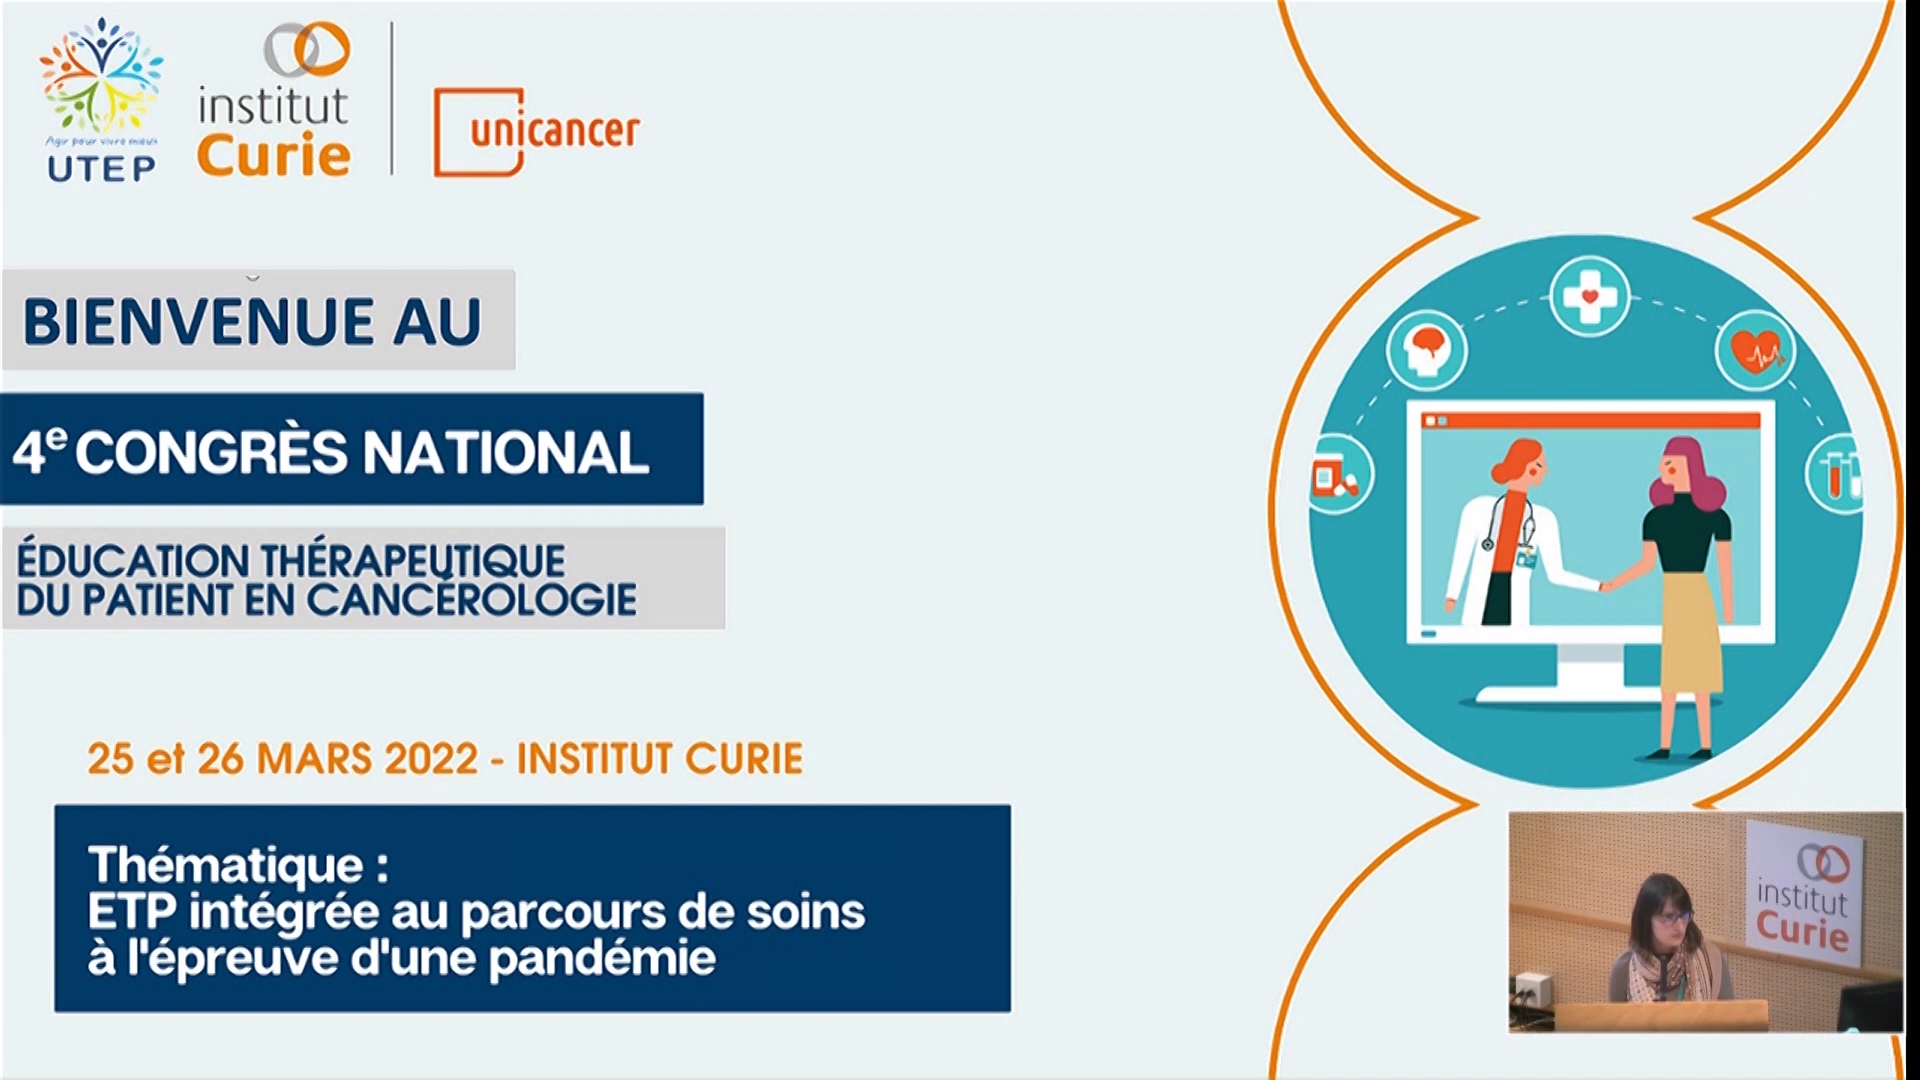 Agir pour vivre mieux
UTEP
institut
Curie
unicancer
BIENVENUE AU
4e CONGRÈS NATIONAL
ÉDUCATION THÉRAPEUTIQUE
DU PATIENT EN CANCÉROLOGIE
25 et 26 MARS 2022 - INSTITUT CURIE
Thématique :
ETP intégrée au parcours de soins
à l'épreuve d'une pandémie
institut
Curie